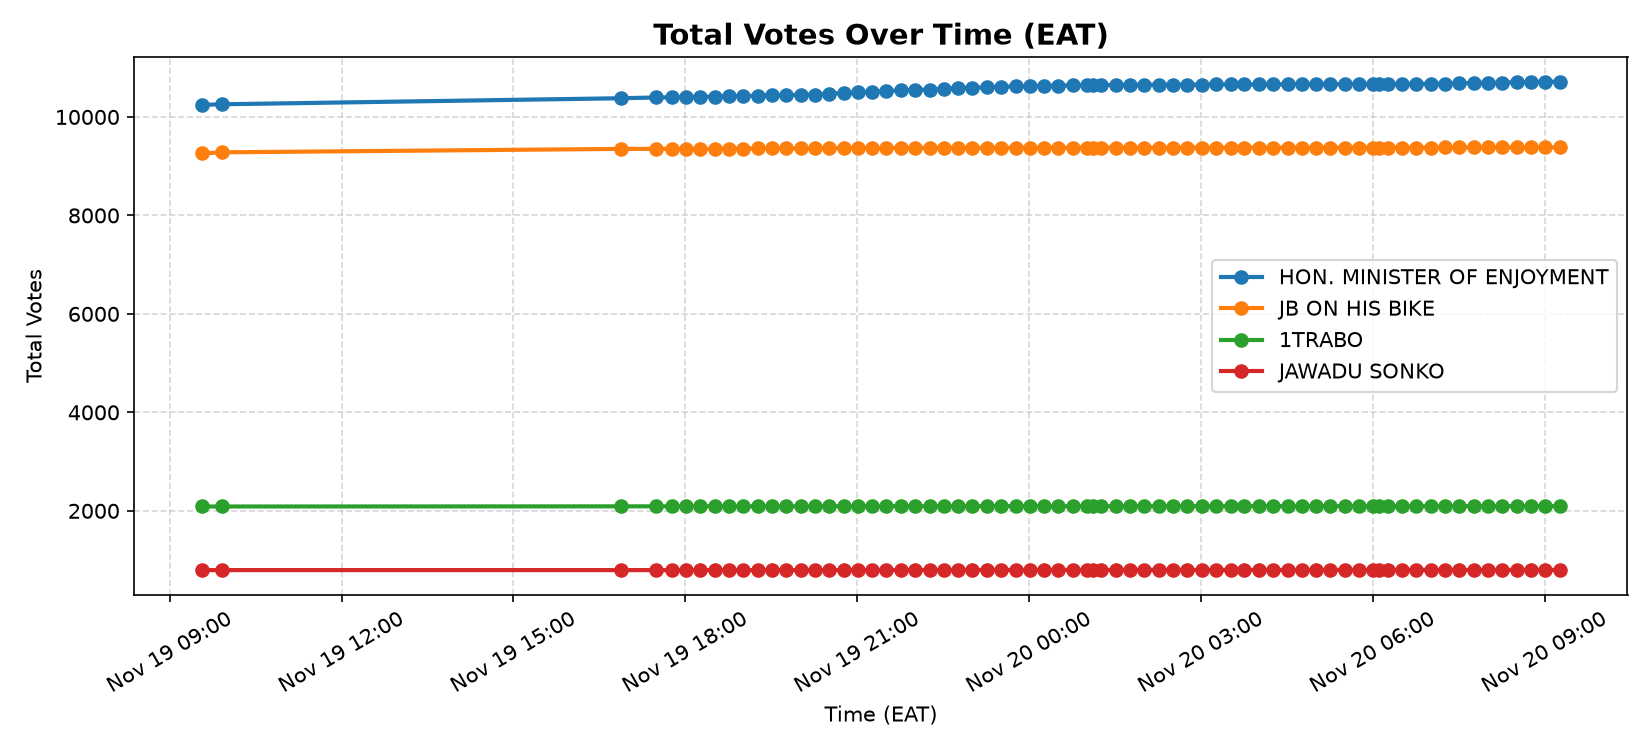 Total Votes Over Time (EAT)
Total Votes
10000
8000
6000
4000
2000
HON. MINISTER OF ENJOYMENT
JB ON HIS BIKE
1TRABO
JAWADU SONKO
Nov 19 09:00
Nov 19 12:00
Nov 19 15:00
Nov 19 18:00
Nov 19 21:00
Nov 20 00:00
Nov 20 03:00
Nov 20 06:00
Nov 20 09:00
Time (EAT)